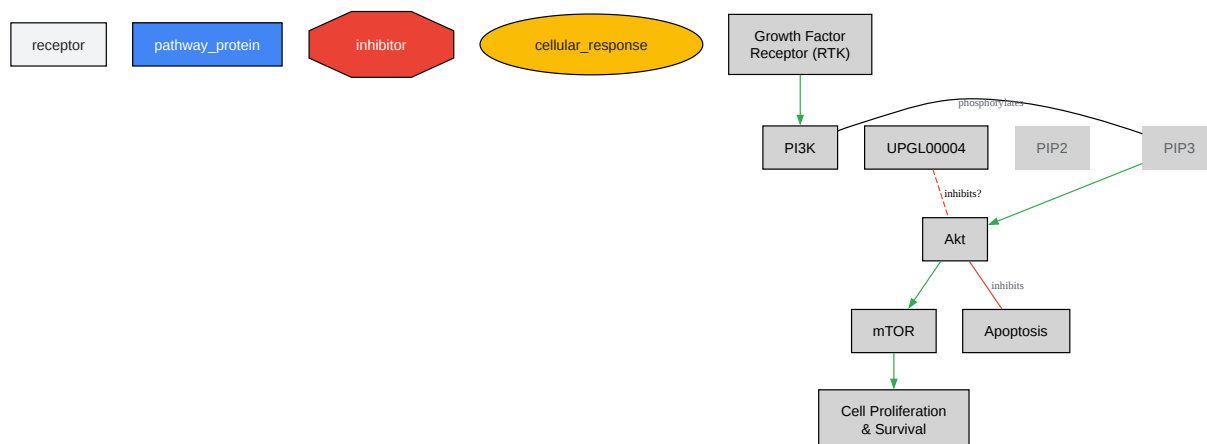 receptor
pathway_protein
inhibitor
cellular_response
Growth Factor
Receptor (RTK)
phosphorylates
PI3K
UPGL00004
PIP2
PIP3
inhibits?
Akt
inhibits
mTOR
Apoptosis
Cell Proliferation
& Survival